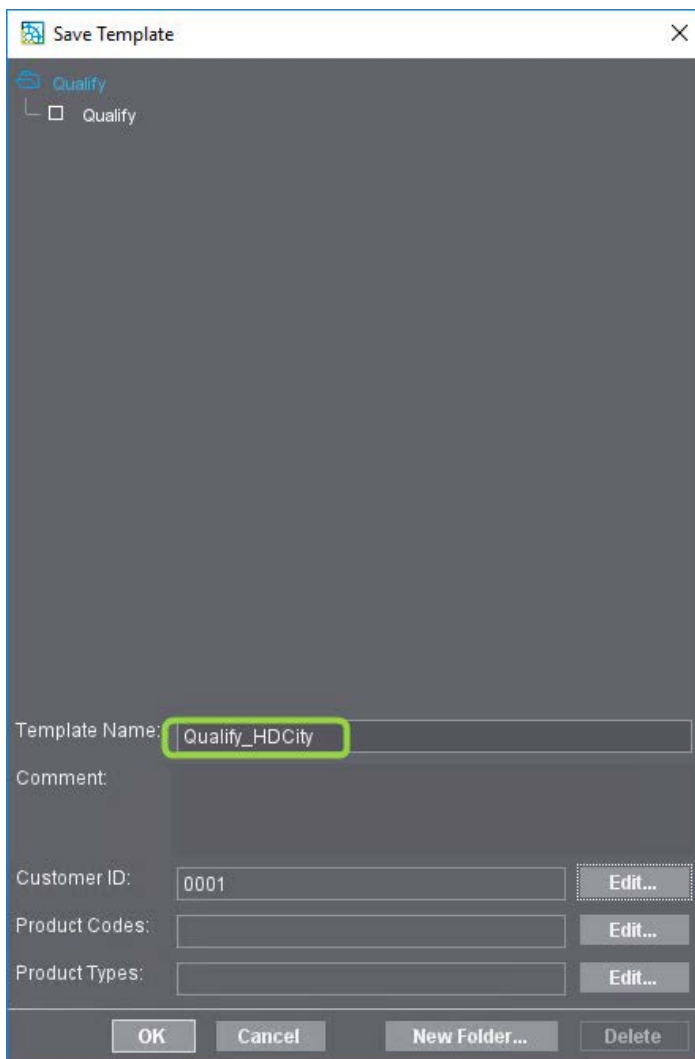 Save Template
Qualify
Qualify
Template Name: Qualify_HDCity
Comment:
Customer ID: 0001 Edit...
Product Codes: Edit...
Product Types: Edit...
OK Cancel New Folder... Delete